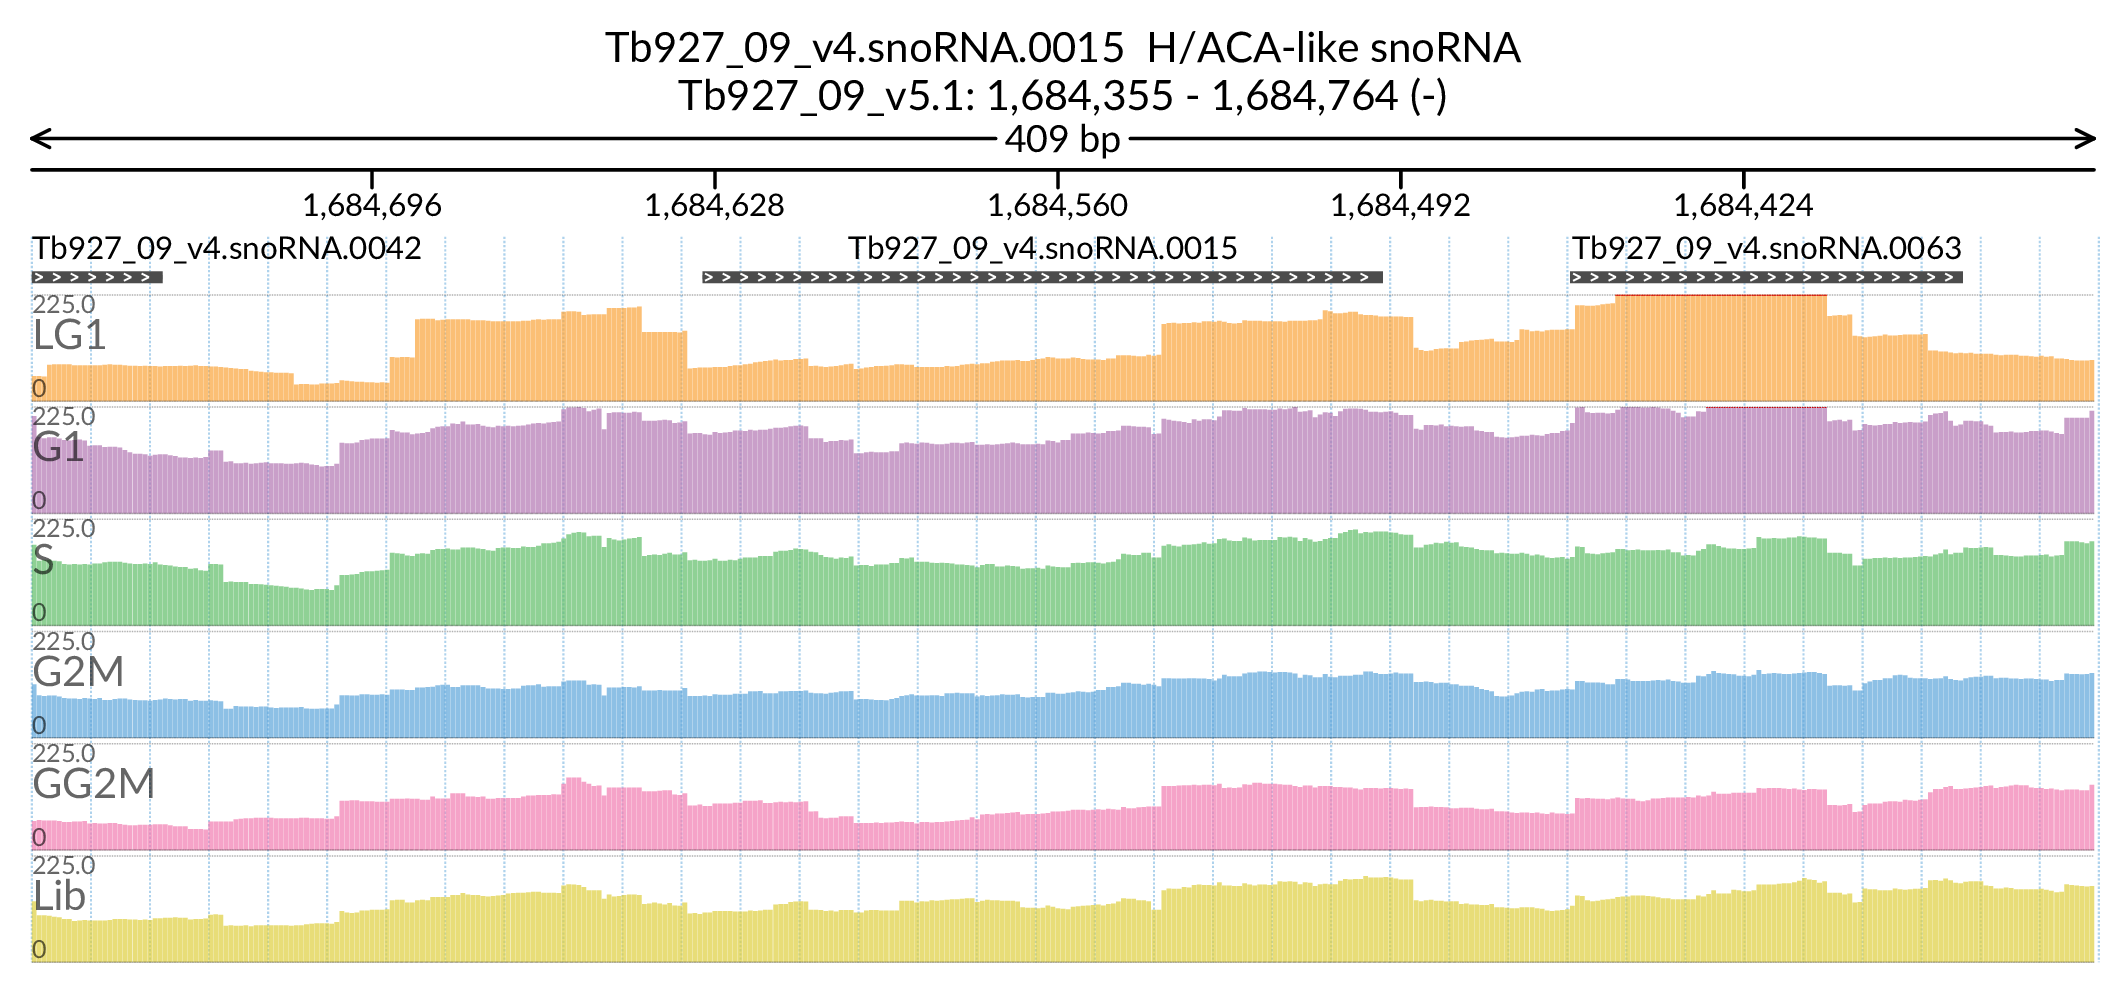 Tb927_09_v4.snoRNA.0015 H/ACA-like snoRNA
Tb927_09_v5.1: 1,684,355 - 1,684,764 (-)
409 bp
1,684,696 1,684,628 1,684,560 1,684,492 1,684,424
Tb927_09_v4.snoRNA.0042 Tb927_09_v4.snoRNA.0015 Tb927_09_v4.snoRNA.0063
225.0
LG1
0
225.0
G1
0
225.0
S
0
225.0
G2M
0
225.0
GG2M
0
225.0
Lib
0